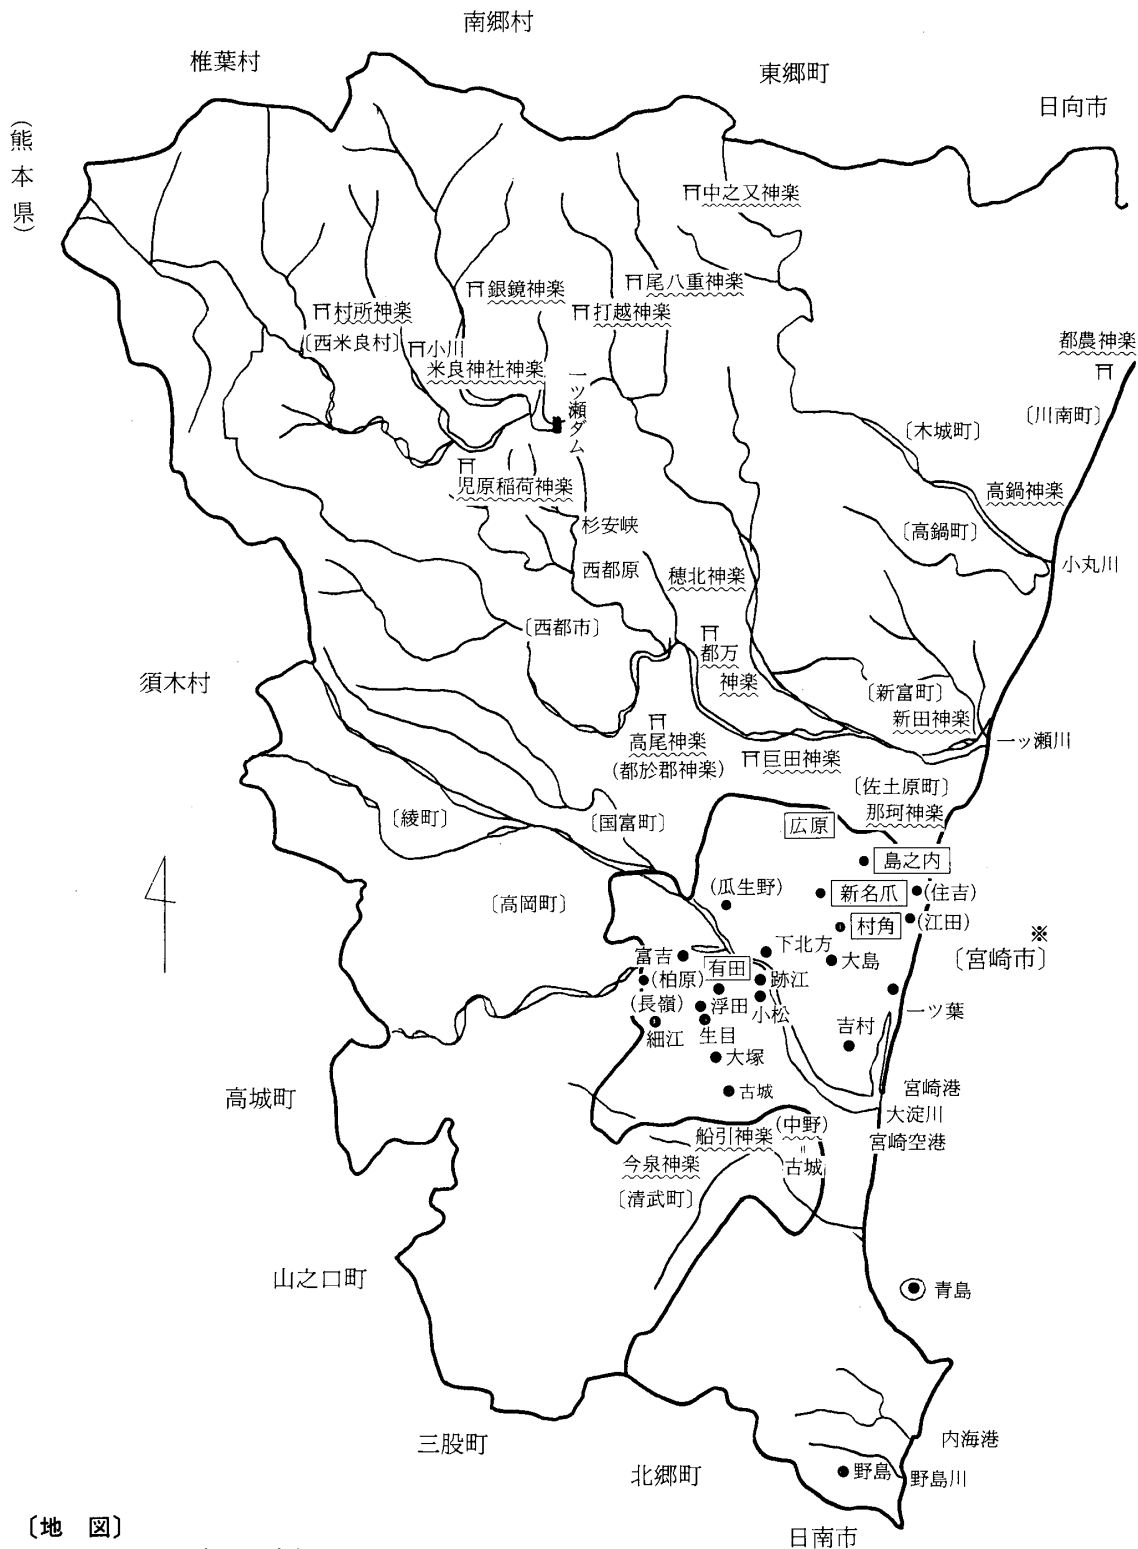 南郷村
椎葉村
東郷町
日向市
(熊本県)
中之又神楽
銀鏡神楽
尾八重神楽
村所神楽
打越神楽
〔西米良村〕
小川
米良神社神楽
一ツ瀬ダム
都農神楽
〔川南町〕
〔木城町〕
児原稲荷神楽
高鍋神楽
杉安峡
〔高鍋町〕
西都原
穂北神楽
小丸川
〔西都市〕
都万
神楽
須木村
〔新富町〕
新田神楽
高尾神楽
(都於郡神楽)
巨田神楽
一ッ瀬川
〔佐土原町〕
那珂神楽
〔綾町〕
〔国富町〕
広原
島之内
(瓜生野)
新名爪
(住吉)
〔高岡町〕
村角
(江田)
※
〔宮崎市〕
下北方
大島
富吉
有田
(柏原)
跡江
(長嶺)
浮田
小松
一ツ葉
細江
生目
吉村
大塚
古城
宮崎港
高城町
大淀川
船引神楽
(中野)
〃
古城
宮崎空港
今泉神楽
〔清武町〕
山之口町
青島
三股町
内海港
北郷町
野島
野島川
日南市
〔地 図〕